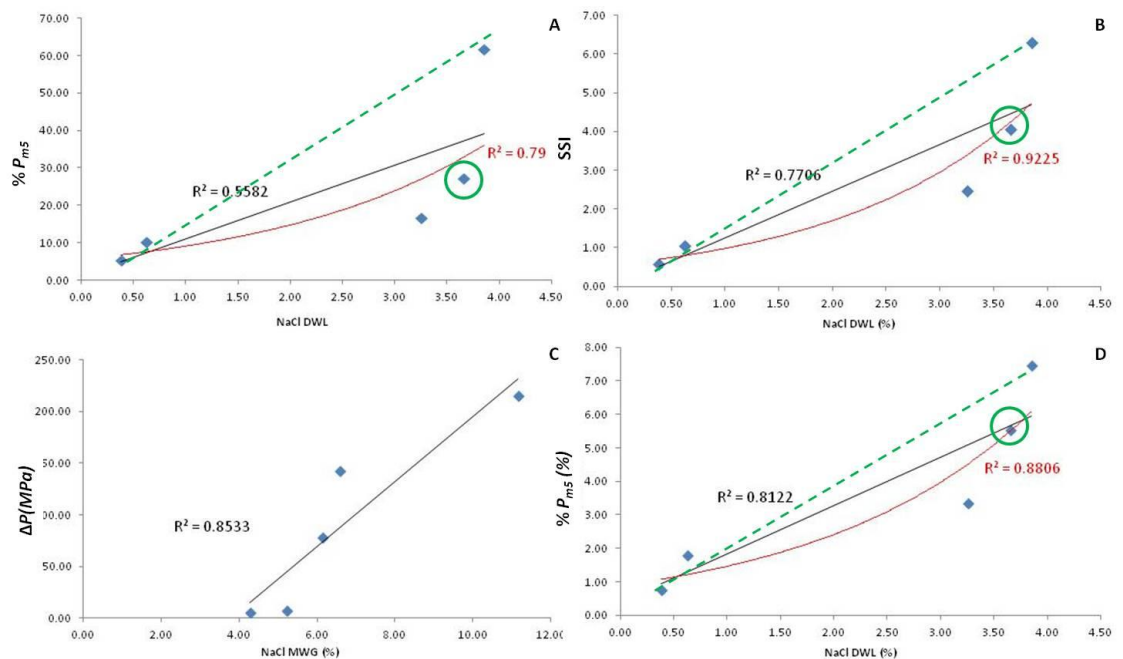 A
70.00
60.00
50.00
40.00
30.00
20.00
10.00
0.00
% Pm5
R² = 0.5582
R² = 0.79
0.00 0.50 1.00 1.50 2.00 2.50 3.00 3.50 4.00 4.50
NaCl DWL
B
7.00
6.00
5.00
4.00
3.00
2.00
1.00
0.00
SSI
R² = 0.7706
R² = 0.9225
0.00 0.50 1.00 1.50 2.00 2.50 3.00 3.50 4.00 4.50
NaCl DWL (%)
C
250.00
200.00
50.00
00.00
50.00
0.00
ΔP(MPa)
R² = 0.8533
0.00 2.00 4.00 6.00 8.00 10.00 12.00
NaCl MWG (%)
D
8.00
7.00
6.00
5.00
4.00
3.00
2.00
1.00
0.00
% Pm5 (%)
R² = 0.8122
R² = 0.8806
0.00 0.50 1.00 1.50 2.00 2.50 3.00 3.50 4.00 4.50
NaCl DWL (%)